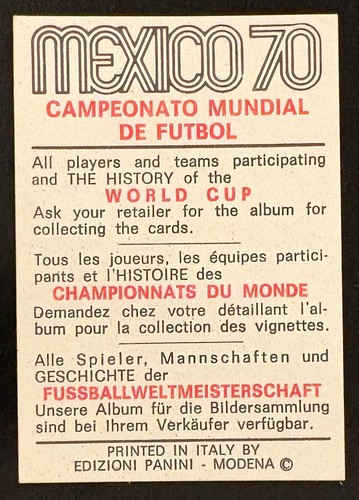 MEXICO 70
CAMPEONATO MUNDIAL
DE FUTBOL
All players and teams participating
and THE HISTORY of the
WORLD CUP
Ask your retailer for the album for
collecting the cards.
Tous les joueurs, les équipes partici-
pants et l'HISTOIRE des
CHAMPIONNATS DU MONDE
Demandez chez votre détaillant l'al-
bum pour la collection des vignettes.
Alle Spieler, Mannschaften und
GESCHICHTE der
FUSSBALLWELTMEISTERSCHAFT
Unsere Album für die Bildersammlung
sind bei Ihrem Verkäufer verfügbar.
PRINTED IN ITALY BY
EDIZIONI PANINI - MODENA ©